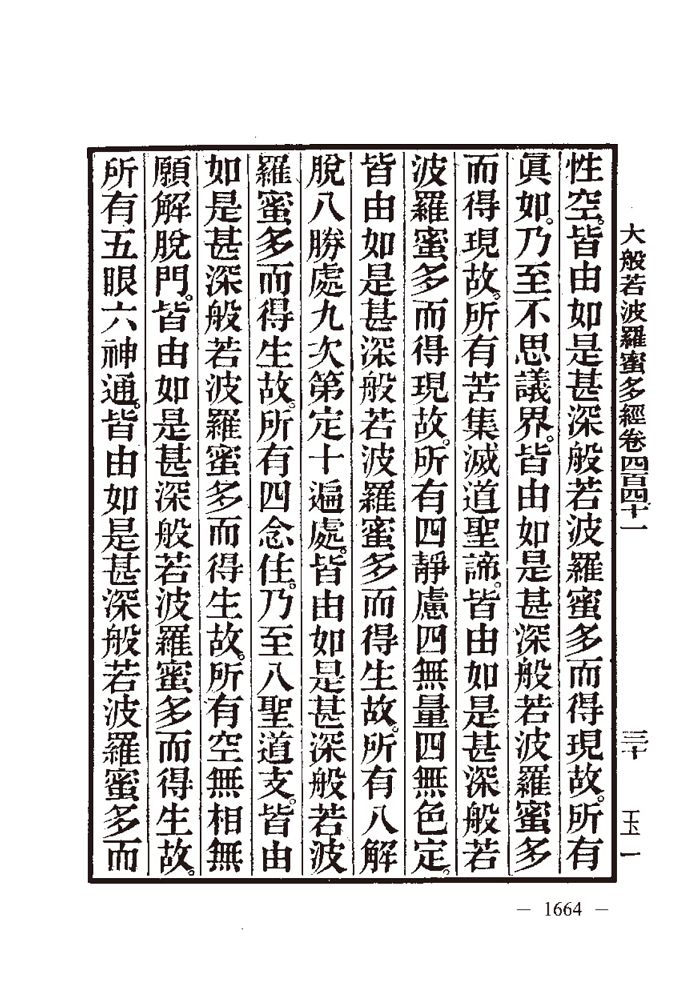 大般若波羅蜜多經卷四百四十一 三十 玉一
性空。皆由如是甚深般若波羅蜜多而得現故。所有
眞如。乃至不思議界。皆由如是甚深般若波羅蜜多
而得現故。所有苦集滅道聖諦。皆由如是甚深般若
波羅蜜多而得現故。所有四靜慮四無量四無色定。
皆由如是甚深般若波羅蜜多而得生故。所有八解
脫八勝處九次第定十遍處。皆由如是甚深般若波
羅蜜多而得生故。所有四念住。乃至八聖道支。皆由
如是甚深般若波羅蜜多而得生故。所有空無相無
願解脫門。皆由如是甚深般若波羅蜜多而得生故。
所有五眼六神通。皆由如是甚深般若波羅蜜多而
— 1664 —